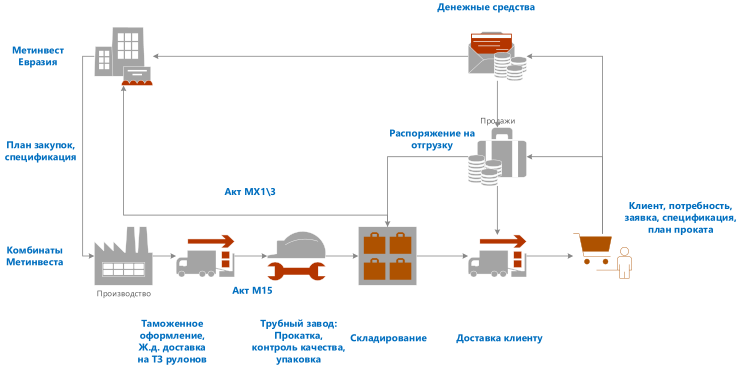 Денежные средства
Метинвест
Евразия
Продажи
Распоряжение на
отгрузку
План закупок,
спецификация
Акт МХ1\3
Клиент, потребность,
заявка, спецификация,
план проката
Комбинаты
Метинвеста
Производство
Акт М15
Таможенное
оформление,
Ж.д. доставка
на ТЗ рулонов
Трубный завод:
Прокатка,
контроль качества,
упаковка
Складирование
Доставка клиенту